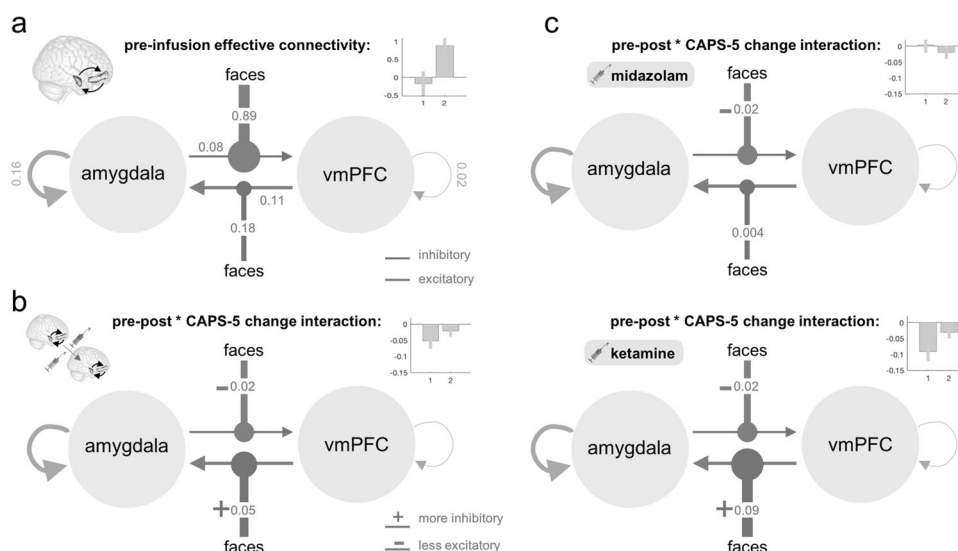 a
pre-infusion effective connectivity:
1
0.5
0
-0.5
1 2
faces
0.89
0.16
amygdala
0.08
vmPFC
0.02
0.11
0.18
faces
inhibitory
excitatory
b
pre-post * CAPS-5 change interaction:
0
-0.05
-0.1
-0.15
1 2
faces
- 0.02
amygdala
vmPFC
+ 0.05
faces
+ more inhibitory
- less excitatory
c
pre-post * CAPS-5 change interaction:
midazolam
0
-0.05
-0.1
-0.15
1 2
faces
- 0.02
amygdala
vmPFC
0.004
faces
pre-post * CAPS-5 change interaction:
ketamine
0
-0.05
-0.1
-0.15
1 2
faces
- 0.02
amygdala
vmPFC
+ 0.09
faces